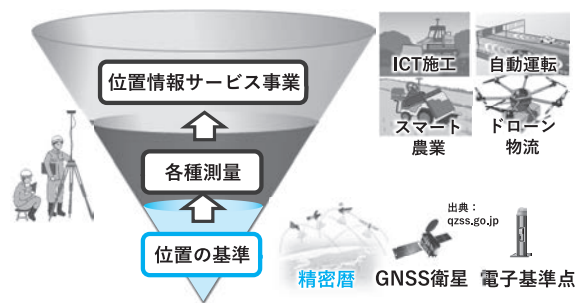 位置情報サービス事業
各種測量
位置の基準
ICT施工
自動運転
スマート
農業
ドローン
物流
出典：
qzss.go.jp
精密暦
GNSS衛星
電子基準点